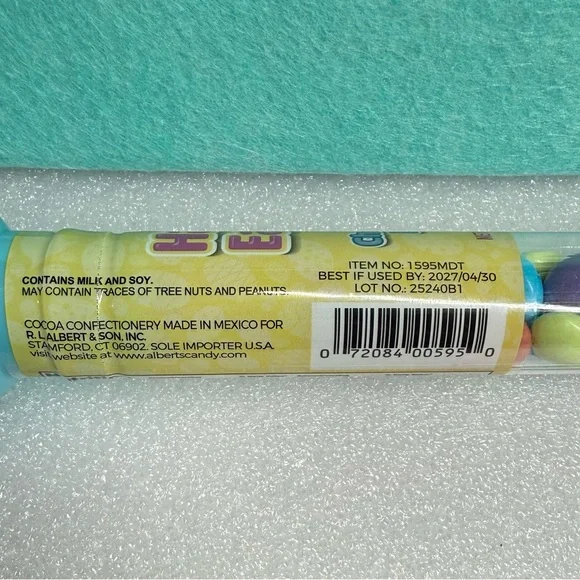 H
E
CONTAINS MILK AND SOY.
MAY CONTAIN TRACES OF TREE NUTS AND PEANUTS.
COCOA CONFECTIONERY MADE IN MEXICO FOR
R. L. ALBERT & SON, INC.
STAMFORD, CT 06902. SOLE IMPORTER U.S.A.
visit website at www.albertscandy.com
ITEM NO: 1595MDT
BEST IF USED BY: 2027/04/30
LOT NO.: 25240B1
0 72084 00595 0